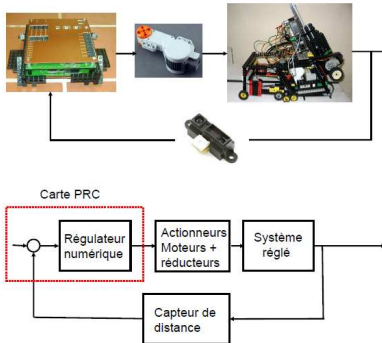 Carte PRC
Régulateur
numérique
Actionneurs
Moteurs +
réducteurs
Système
réglé
Capteur de
distance